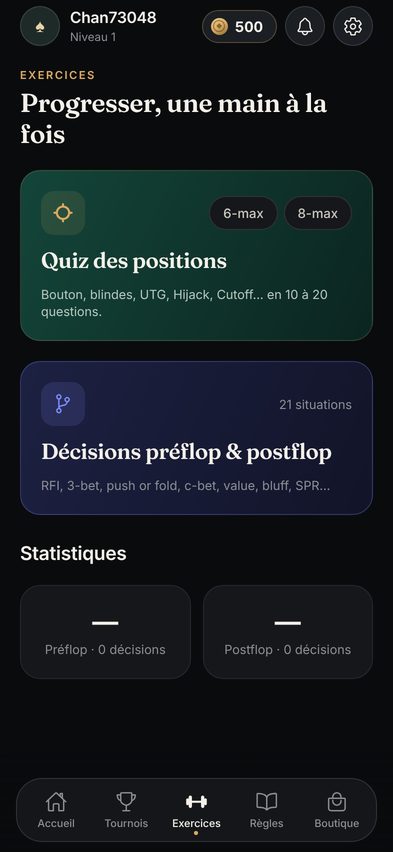 Chan73048
Niveau 1
500
EXERCICES
Progresser, une main à la
fois
6-max
8-max
Quiz des positions
Bouton, blindes, UTG, Hijack, Cutoff... en 10 à 20
questions.
21 situations
Décisions préflop & postflop
RFI, 3-bet, push or fold, c-bet, value, bluff, SPR...
Statistiques
—
Préflop · 0 décisions
—
Postflop · 0 décisions
Accueil
Tournois
Exercices
Règles
Boutique